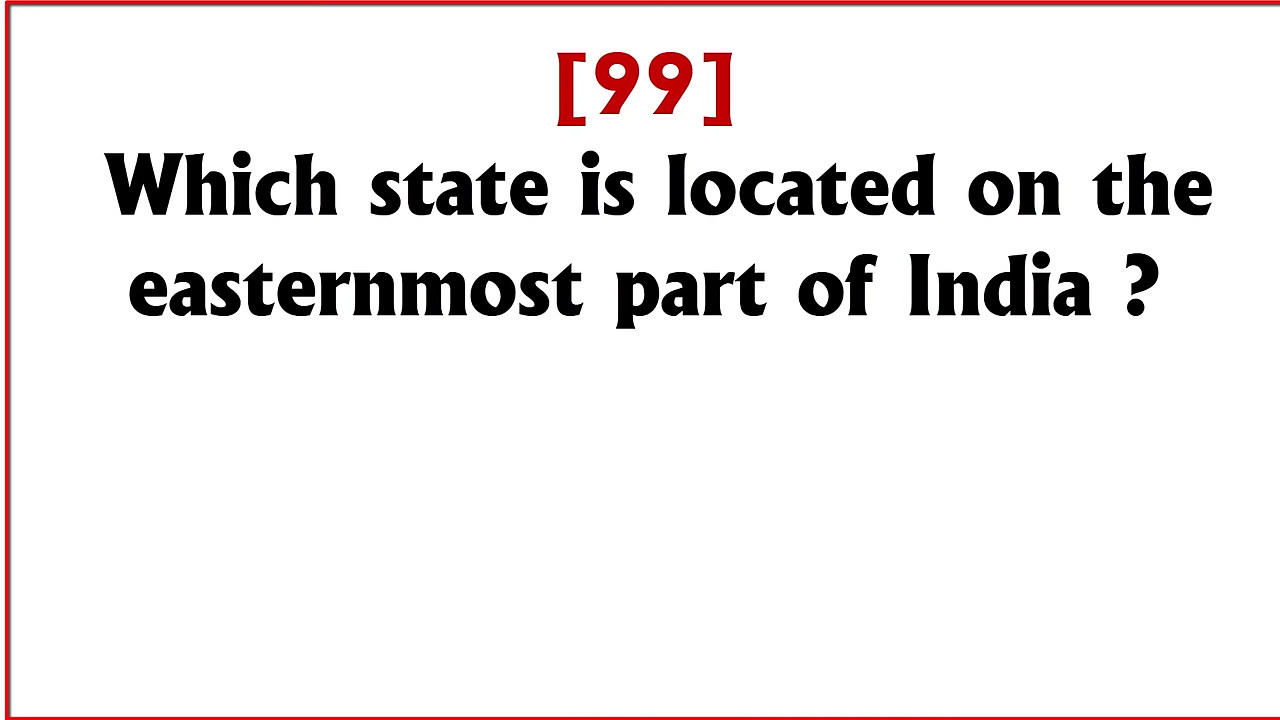 [99]
Which state is located on the
easternmost part of India ?